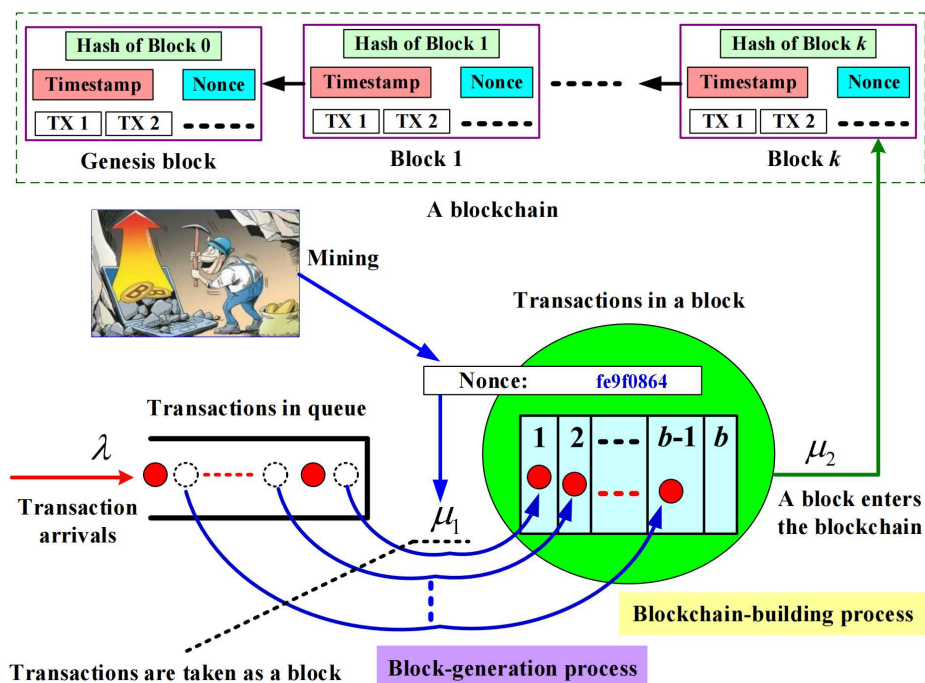 Hash of Block 0
Timestamp
Nonce
TX 1
TX 2
Genesis block
Hash of Block 1
Timestamp
Nonce
TX 1
TX 2
Block 1
Hash of Block k
Timestamp
Nonce
TX 1
TX 2
Block k
A blockchain
Mining
Transactions in a block
Nonce: fe9f0864
Transactions in queue
1 2 b-1 b
λ
Transaction
arrivals
μ1
μ2
A block enters
the blockchain
Blockchain-building process
Transactions are taken as a block
Block-generation process